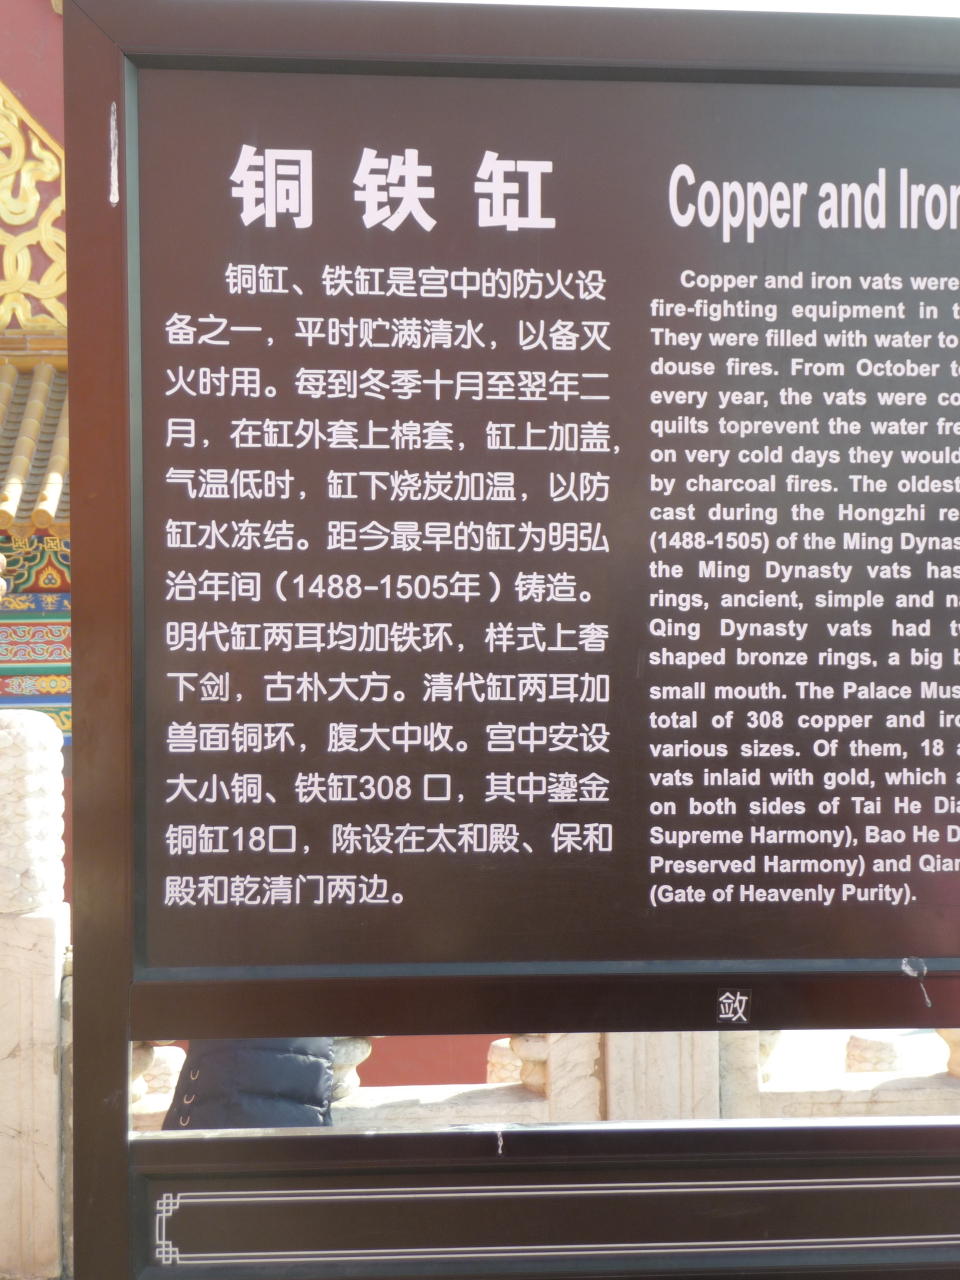 铜铁缸
铜缸、铁缸是宫中的防火设
备之一，平时贮满清水，以备灭
火时用。每到冬季十月至翌年二
月，在缸外套上棉套，缸上加盖，
气温低时，缸下烧炭加温，以防
缸水冻结。距今最早的缸为明弘
治年间（1488-1505年）铸造。
明代缸两耳均加铁环，样式上奢
下剑，古朴大方。清代缸两耳加
兽面铜环，腹大中收。宫中安设
大小铜、铁缸308 口，其中鎏金
铜缸18口，陈设在太和殿、保和
殿和乾清门两边。
Copper and Iron
Copper and iron vats were
fire-fighting equipment in
They were filled with water to
douse fires. From October
every year, the vats were
quilts toprevent the water
on very cold days they would
by charcoal fires. The oldest
cast during the Hongzhi
(1488-1505) of the Ming
the Ming Dynasty vats has
rings, ancient, simple and
Qing Dynasty vats had
shaped bronze rings, a big
small mouth. The Palace
total of 308 copper and
various sizes. Of them, 18
vats inlaid with gold, which
on both sides of Tai He
Supreme Harmony), Bao He
Preserved Harmony) and
(Gate of Heavenly Purity).
敛